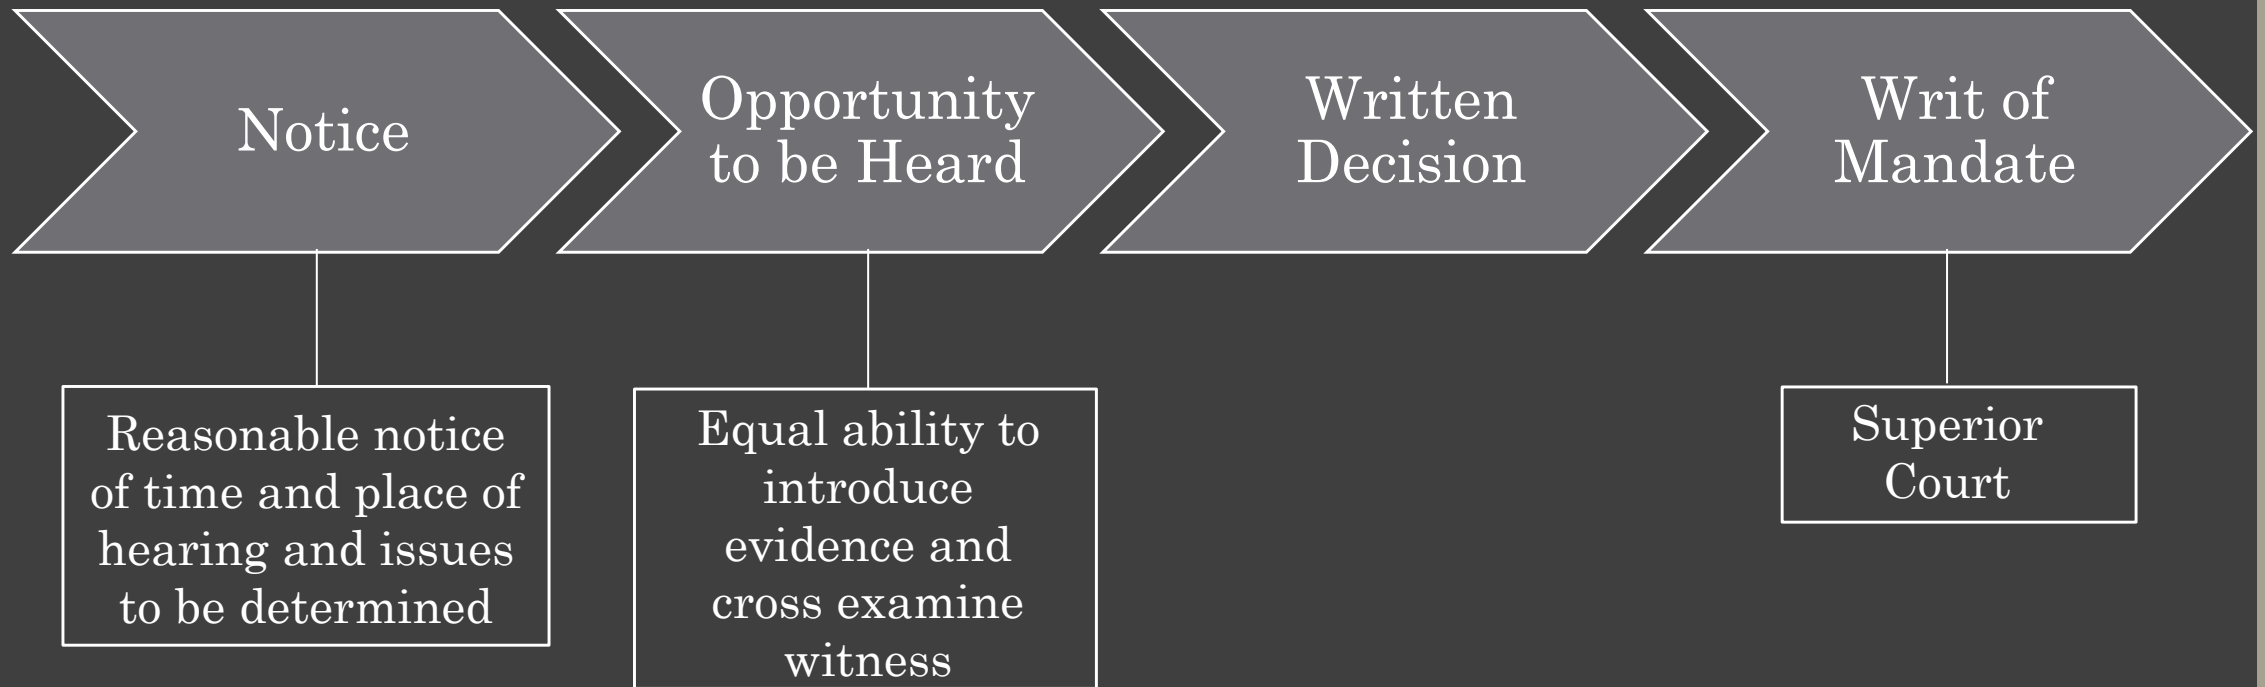 Notice
Opportunity
to be Heard
Written
Decision
Writ of
Mandate
Reasonable notice
of time and place of
hearing and issues
to be determined
Equal ability to
introduce
evidence and
cross examine
witness
Superior
Court